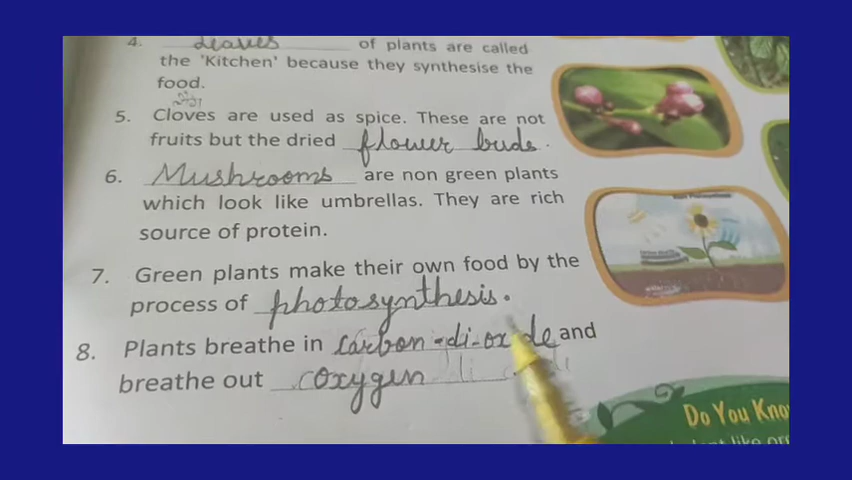 4. Leaves of plants are called
the 'Kitchen' because they synthesise the
food.
5. Cloves are used as spice. These are not
fruits but the dried flower buds.
6. Mushrooms are non green plants
which look like umbrellas. They are rich
source of protein.
7. Green plants make their own food by the
process of photosynthesis.
8. Plants breathe in carbon-di-oxide and
breathe out oxygen
Do You Kno